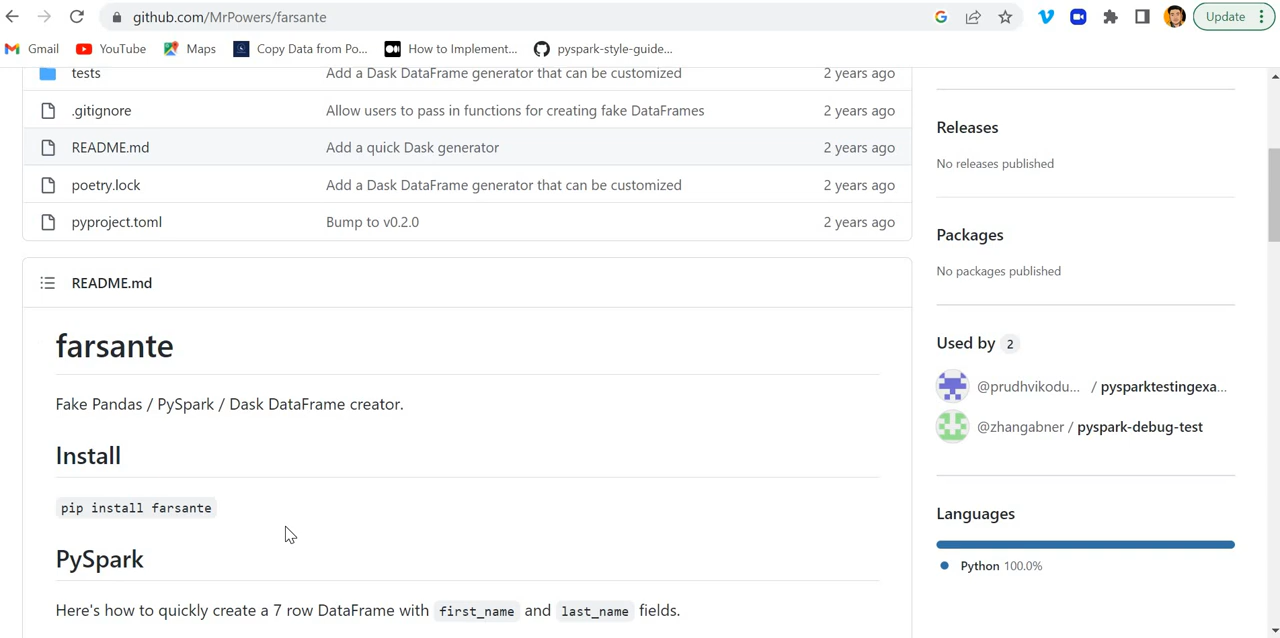 github.com/MrPowers/farsante
Update
Gmail YouTube Maps Copy Data from Po... How to Implement... pyspark-style-guide...
tests Add a Dask DataFrame generator that can be customized 2 years ago
.gitignore Allow users to pass in functions for creating fake DataFrames 2 years ago
README.md Add a quick Dask generator 2 years ago
poetry.lock Add a Dask DataFrame generator that can be customized 2 years ago
pyproject.toml Bump to v0.2.0 2 years ago
README.md
farsante
Fake Pandas / PySpark / Dask DataFrame creator.
Install
pip install farsante
PySpark
Here's how to quickly create a 7 row DataFrame with first_name and last_name fields.
Releases
No releases published
Packages
No packages published
Used by 2
@prudhvikodu... / pysparktestingexa...
@zhangabner / pyspark-debug-test
Languages
Python 100.0%